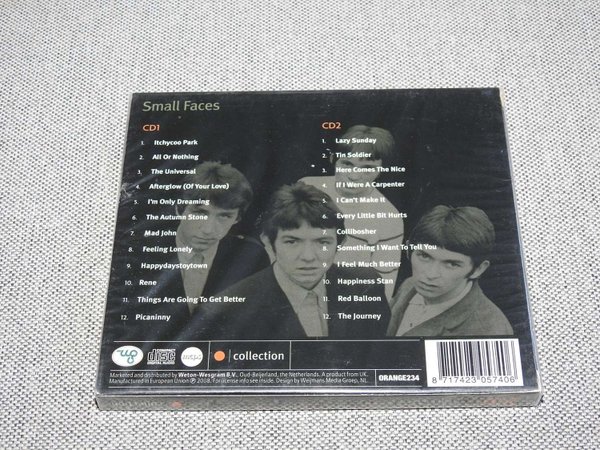 Small Faces
CD1
1. Itchycoo Park
2. All Or Nothing
3. The Universal
4. Afterglow (Of Your Love)
5. I'm Only Dreaming
6. The Autumn Stone
7. Mad John
8. Feeling Lonely
9. Happydaystoytown
10. Rene
11. Things Are Going To Get Better
12. Picaninny
CD2
1. Lazy Sunday
2. Tin Soldier
3. Here Comes The Nice
4. If I Were A Carpenter
5. I Can't Make It
6. Every Little Bit Hurts
7. Collibosher
8. Something I Want To Tell You
9. I Feel Much Better
10. Happiness Stan
11. Red Balloon
12. The Journey
wg
COMPACT disc DIGITAL AUDIO
mcps
collection
Marketed and distributed by Weton-Wesgram B.V., Oud-Beijerland, the Netherlands. A product from UK.
Manufactured in European Union ℗ 2008. For license info see inside. Design by Weijmans Media Groep, NL.
ORANGE234
8 717423 057406